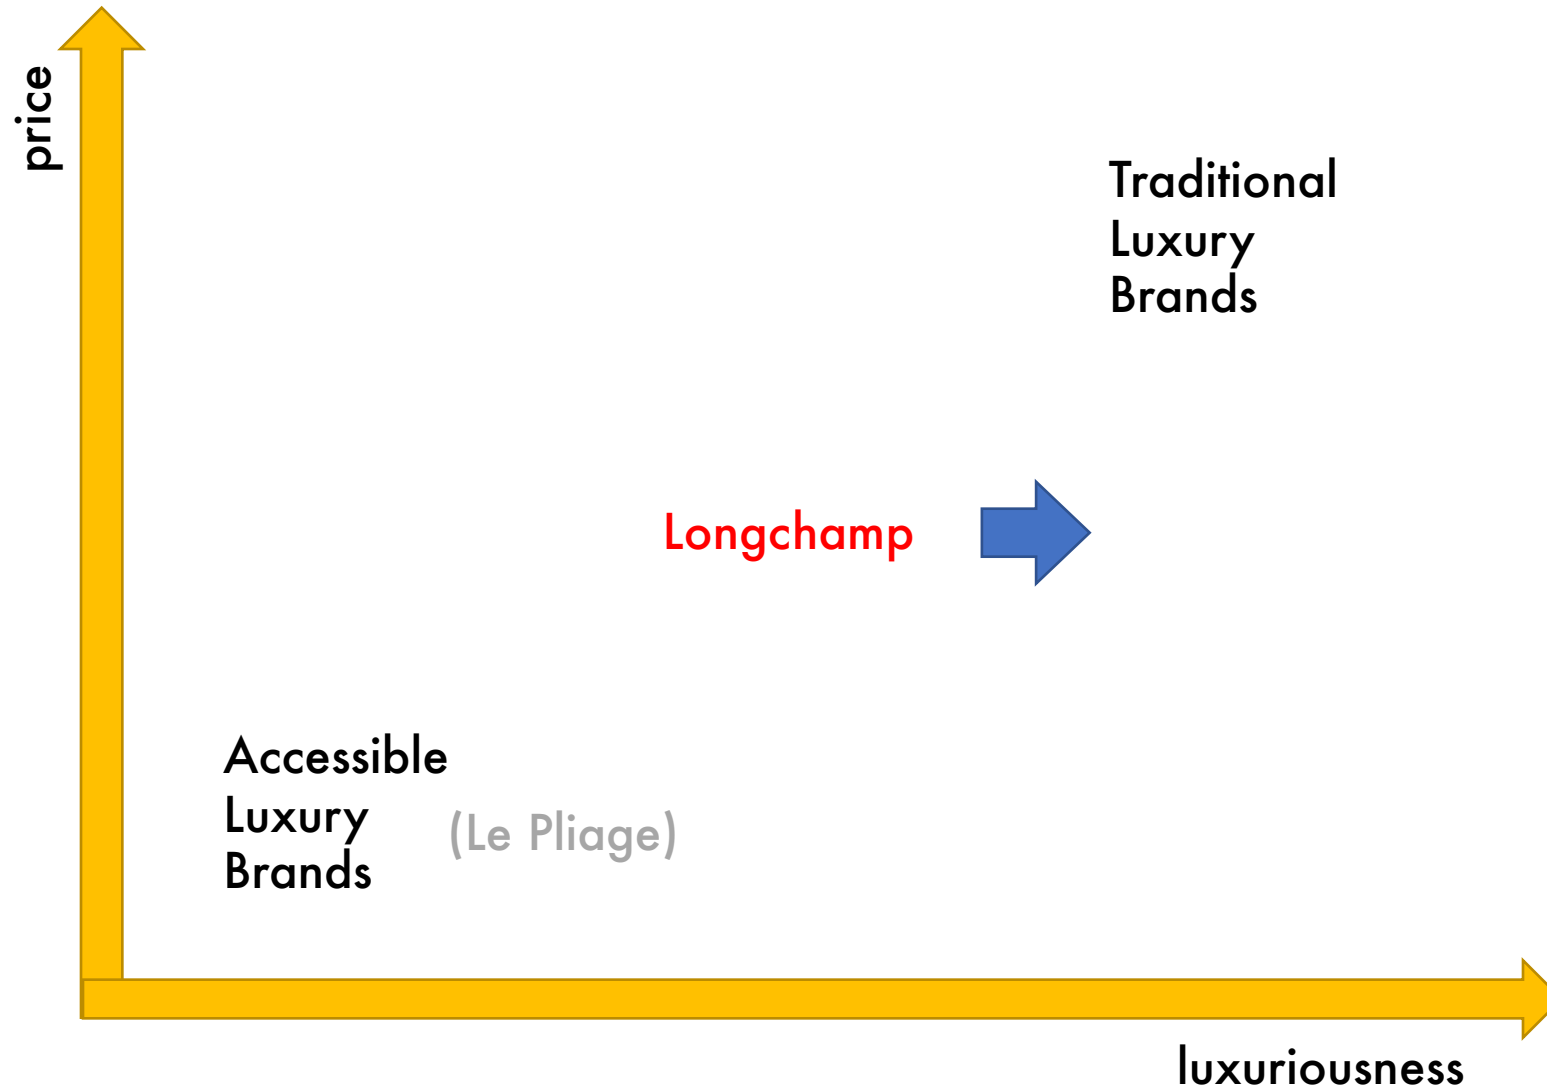 price
Traditional
Luxury
Brands
Longchamp
Accessible
Luxury
Brands
(Le Pliage)
luxuriousness